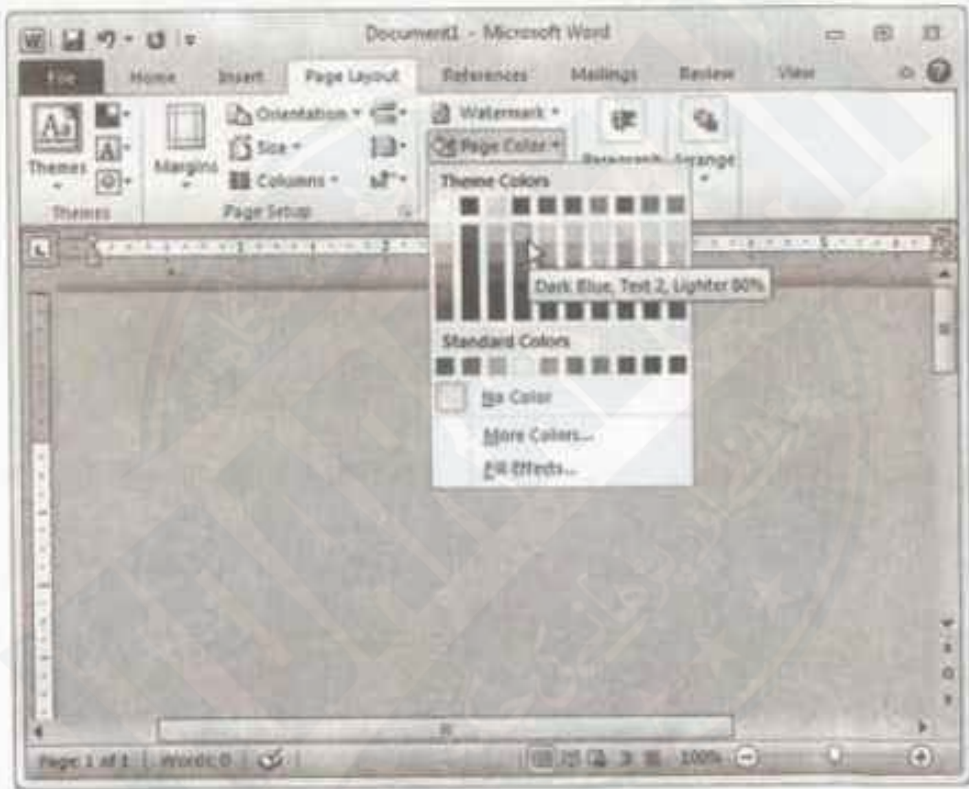 Document1 - Microsoft Word
File Home Insert Page Layout References Mailings Review View
Themes
Margins
Orientation
Size
Columns
Watermark
Page Color
Paragraph
Arrange
Themes
Page Setup
Theme Colors
Dark Blue, Text 2, Lighter 80%
Standard Colors
No Color
More Colors...
Fill Effects...
Page: 1 of 1
Words: 0
100%